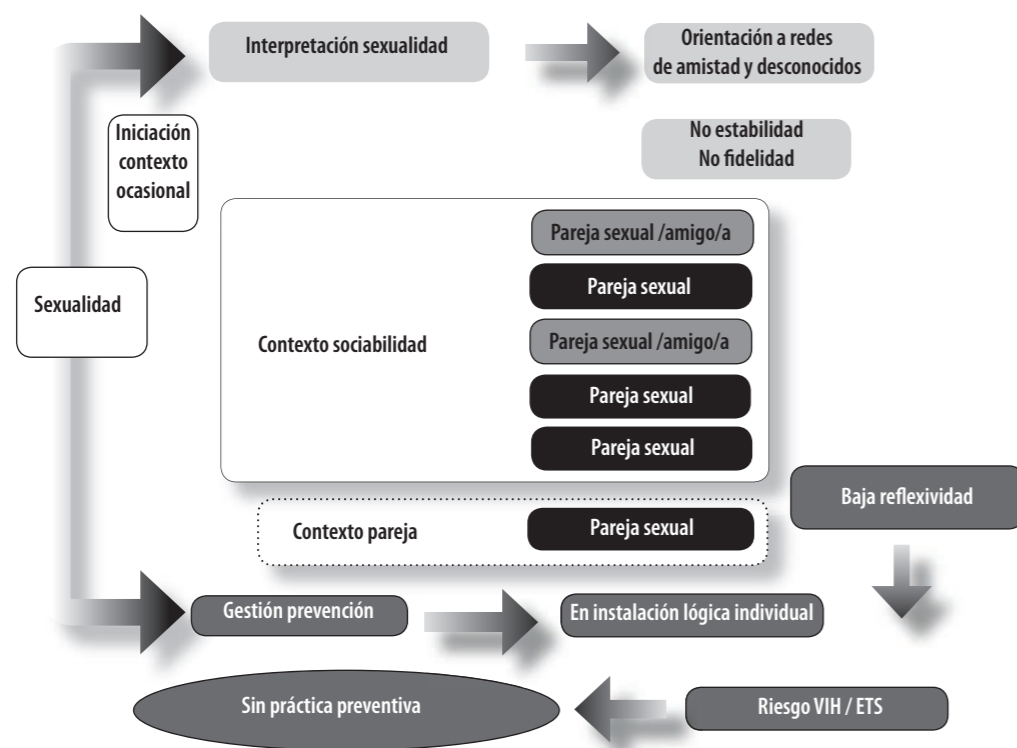 Interpretación sexualidad
Orientación a redes
de amistad y desconocidos
Iniciación
contexto
ocasional
No estabilidad
No fidelidad
Sexualidad
Contexto sociabilidad
Pareja sexual /amigo/a
Pareja sexual
Pareja sexual /amigo/a
Pareja sexual
Pareja sexual
Baja reflexividad
Contexto pareja
Pareja sexual
Gestión prevención
En instalación lógica individual
Sin práctica preventiva
Riesgo VIH / ETS